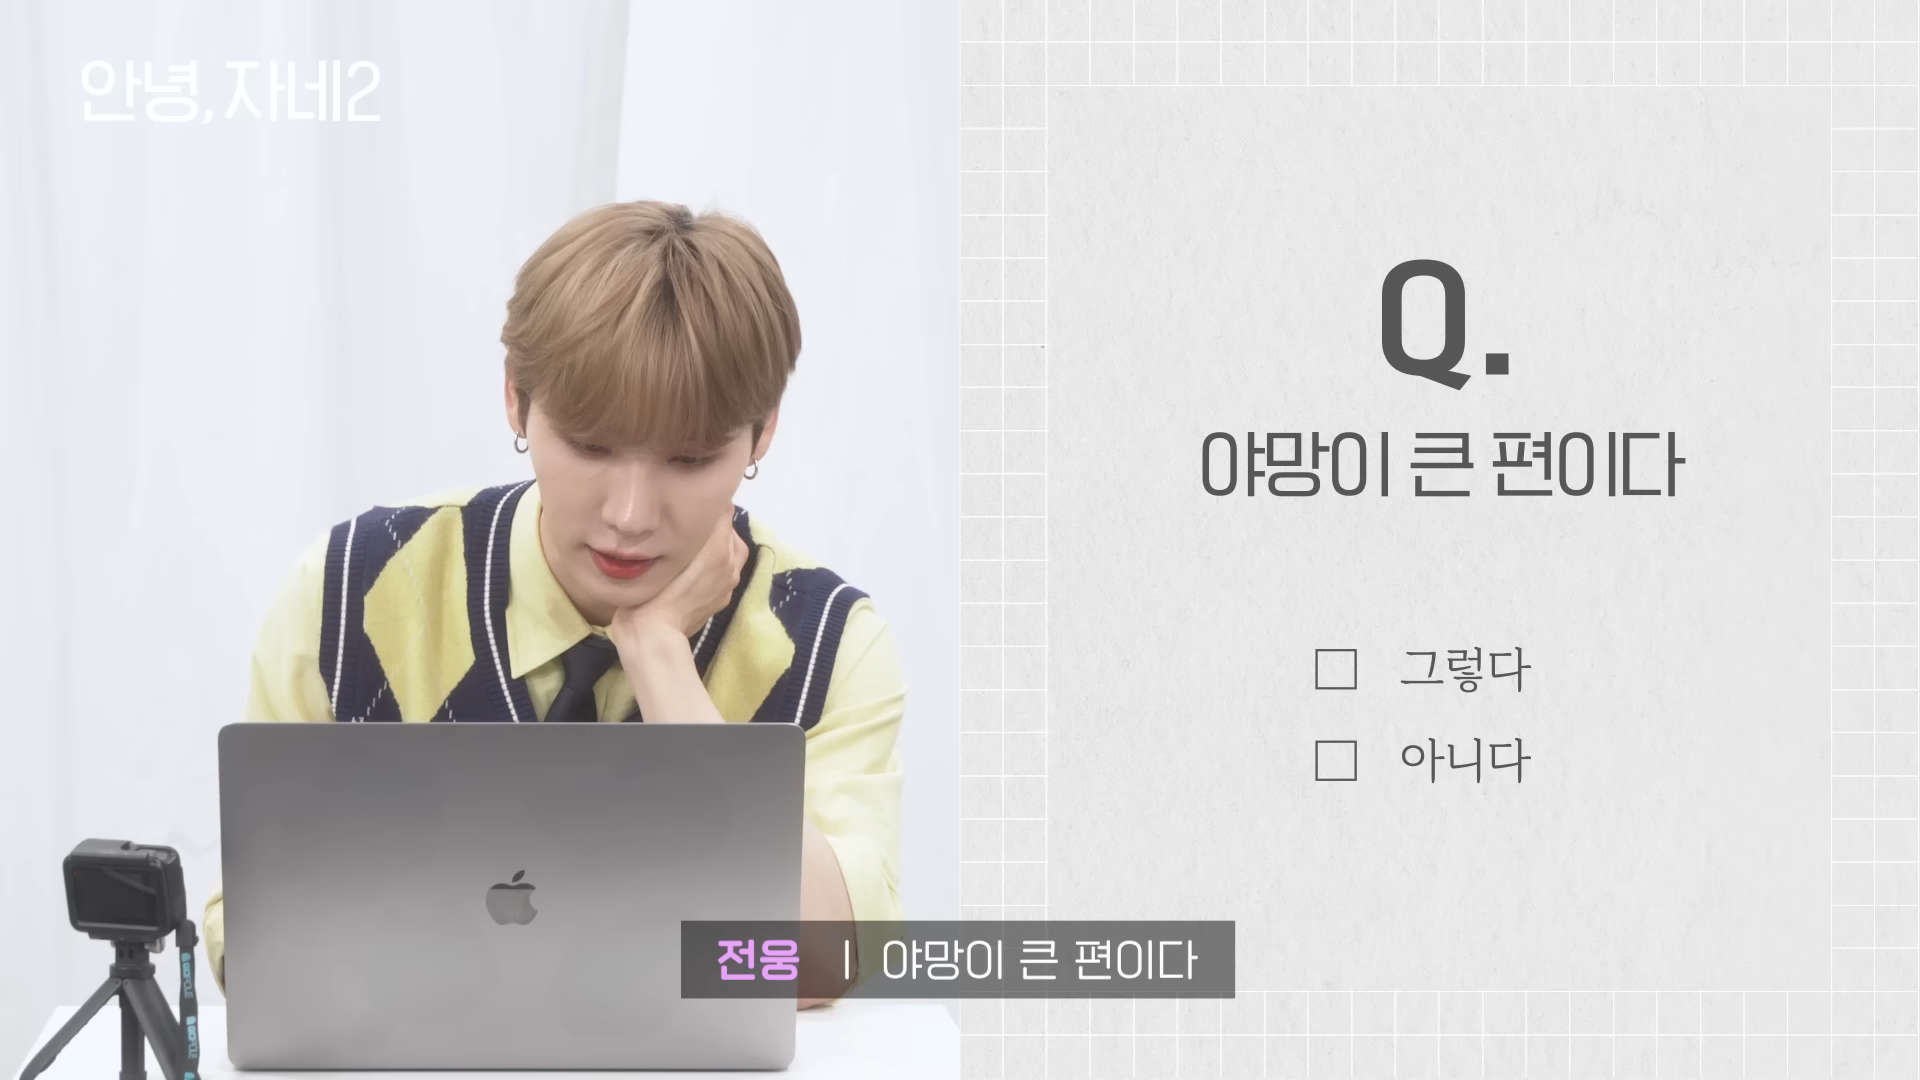 안녕, 자네2
Q.
야망이 큰 편이다
그렇다
아니다
전웅 | 야망이 큰 편이다